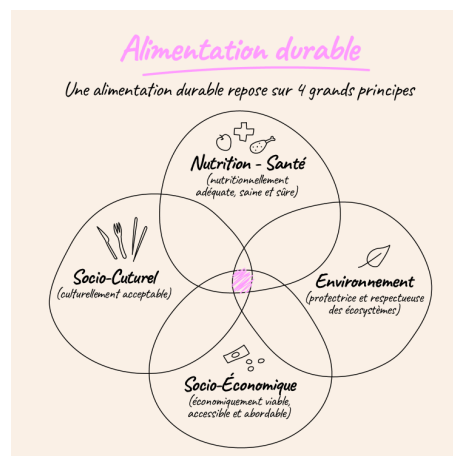 Alimentation durable
Une alimentation durable repose sur 4 grands principes
Nutrition - Santé
(nutritionnellement
adéquate, saine et sûre)
Socio-Cuturel
(culturellement acceptable)
Environnement
(protectrice et respectueuse
des écosystèmes)
Socio-Économique
(économiquement viable,
accessible et abordable)